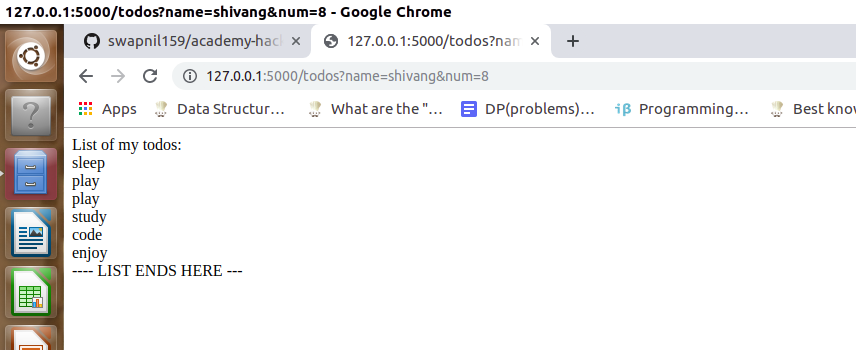 127.0.0.1:5000/todos?name=shivang&num=8 - Google Chrome
swapnil159/academy-hac
127.0.0.1:5000/todos?nam
127.0.0.1:5000/todos?name=shivang&num=8
Apps Data Structur... What are the "... DP(problems)... iβ Programming... Best know
List of my todos:
sleep
play
play
study
code
enjoy
---- LIST ENDS HERE ---